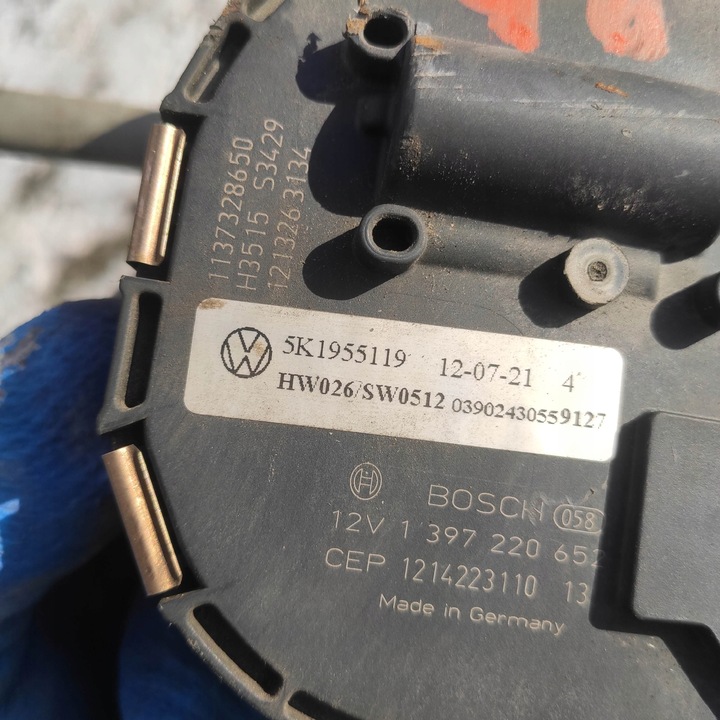 1137328650
H3515 S3429
1213263134
5K1955119 12-07-21 4
HW026/SW0512 03902430559127
BOSCH 058
12V 1 397 220 652
CEP 1214223110 13
Made in Germany